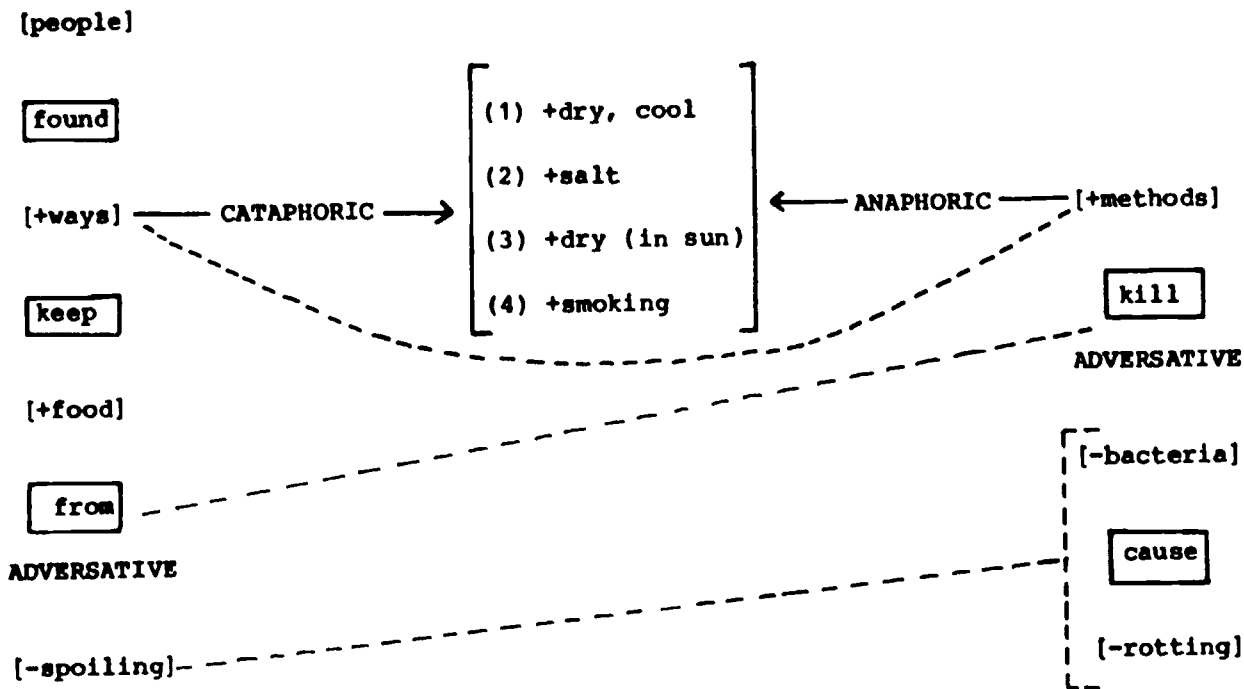 [people]
found
[+ways]
keep
[+food]
from
ADVERSATIVE
[-spoiling]
CATAPHORIC
(1) +dry, cool
(2) +salt
(3) +dry (in sun)
(4) +smoking
ANAPHORIC
[+methods]
kill
ADVERSATIVE
[-bacteria]
cause
[-rotting]